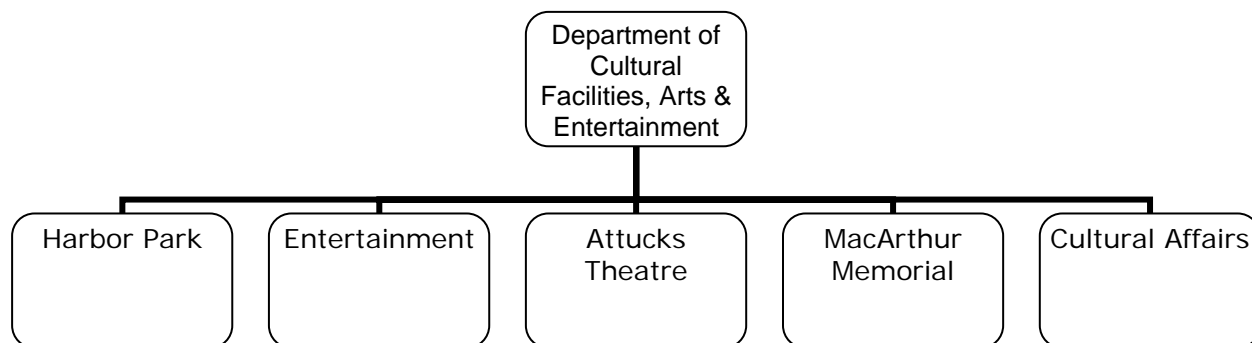 Department of
Cultural
Facilities, Arts &
Entertainment
Harbor Park
Entertainment
Attucks
Theatre
MacArthur
Memorial
Cultural Affairs